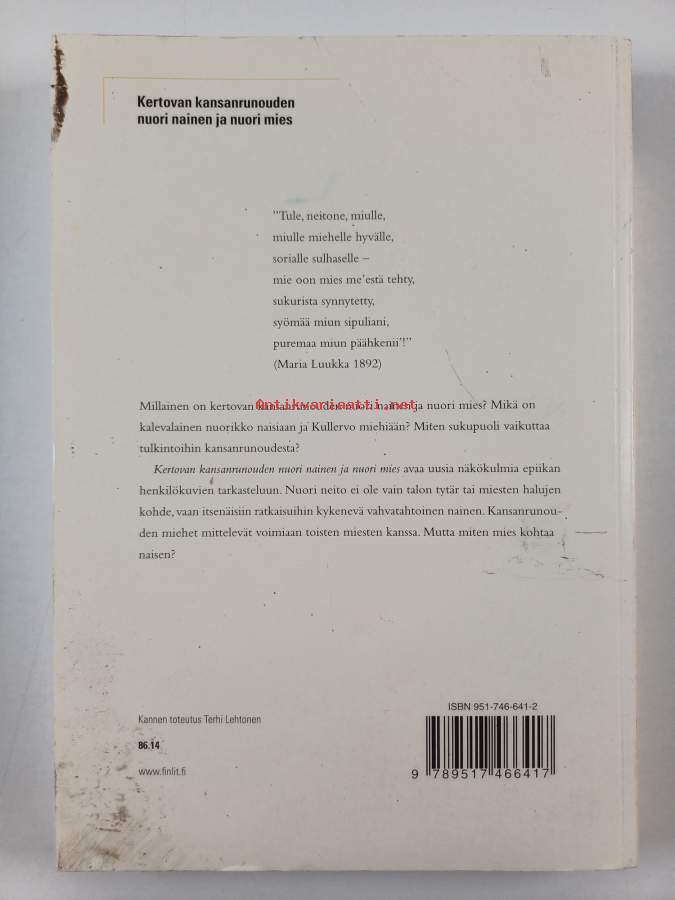 Kertovan kansanrunouden
nuori nainen ja nuori mies
”Tule, neitone, miulle,
miulle miehelle hyvälle,
sorialle sulhaselle –
mie oon mies me’estä tehty,
sukurista synnytetty,
syömää miun sipuliani,
puremaa miun päähkenii’!”
(Maria Luukka 1892)
Millainen on kertovan kansanrunouden nuori nainen ja nuori mies? Mikä on
Antikvariaatti.net
kalevalainen nuorikko naisiaan ja Kullervo miehiään? Miten sukupuoli vaikuttaa
tulkintoihin kansanrunoudesta?
Kertovan kansanrunouden nuori nainen ja nuori mies avaa uusia näkökulmia epiikan
henkilökuvien tarkasteluun. Nuori neito ei ole vain talon tytär tai miesten halujen
kohde, vaan itsenäisiin ratkaisuihin kykenevä vahvatahtoinen nainen. Kansanrunou-
den miehet mittelevät voimiaan toisten miesten kanssa. Mutta miten mies kohtaa
naisen?
Kannen toteutus Terhi Lehtonen
86.14
www.finlit.fi
ISBN 951-746-641-2
9 789517 466417